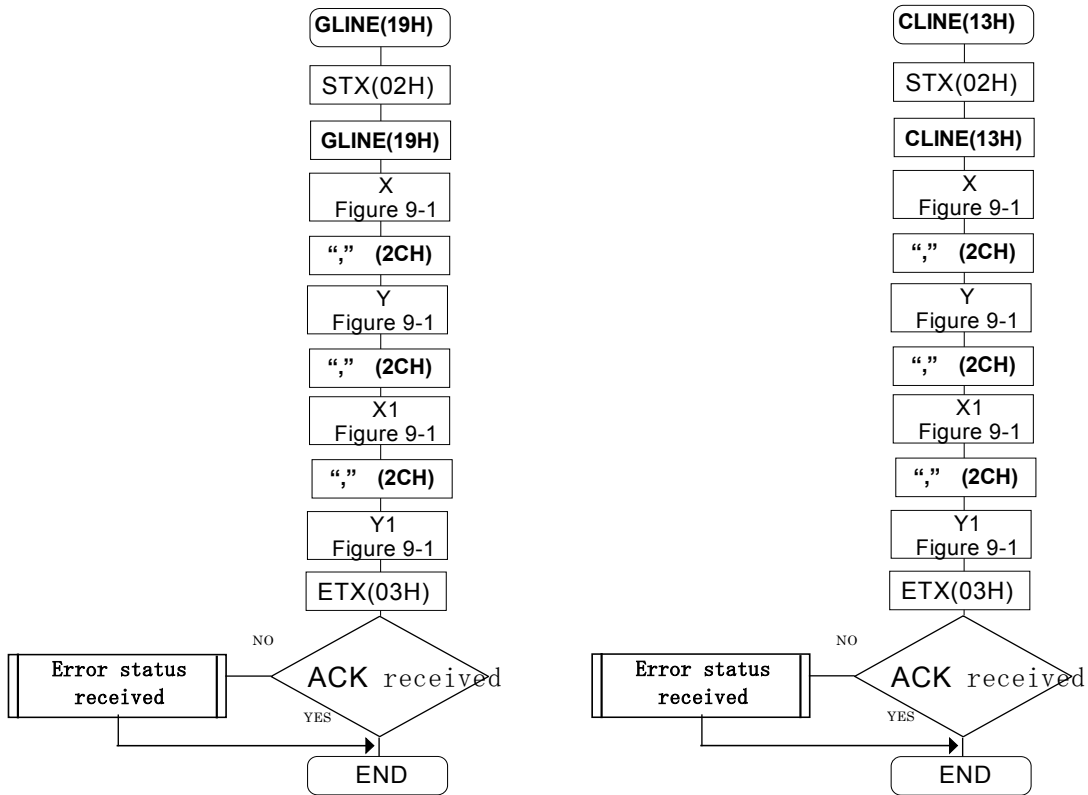 GLINE(19H)
STX(02H)
GLINE(19H)
X
Figure 9-1
“,” (2CH)
Y
Figure 9-1
“,” (2CH)
X1
Figure 9-1
“,” (2CH)
Y1
Figure 9-1
ETX(03H)
NO
Error status
received
ACK received
YES
END
CLINE(13H)
STX(02H)
CLINE(13H)
X
Figure 9-1
“,” (2CH)
Y
Figure 9-1
“,” (2CH)
X1
Figure 9-1
“,” (2CH)
Y1
Figure 9-1
ETX(03H)
NO
Error status
received
ACK received
YES
END